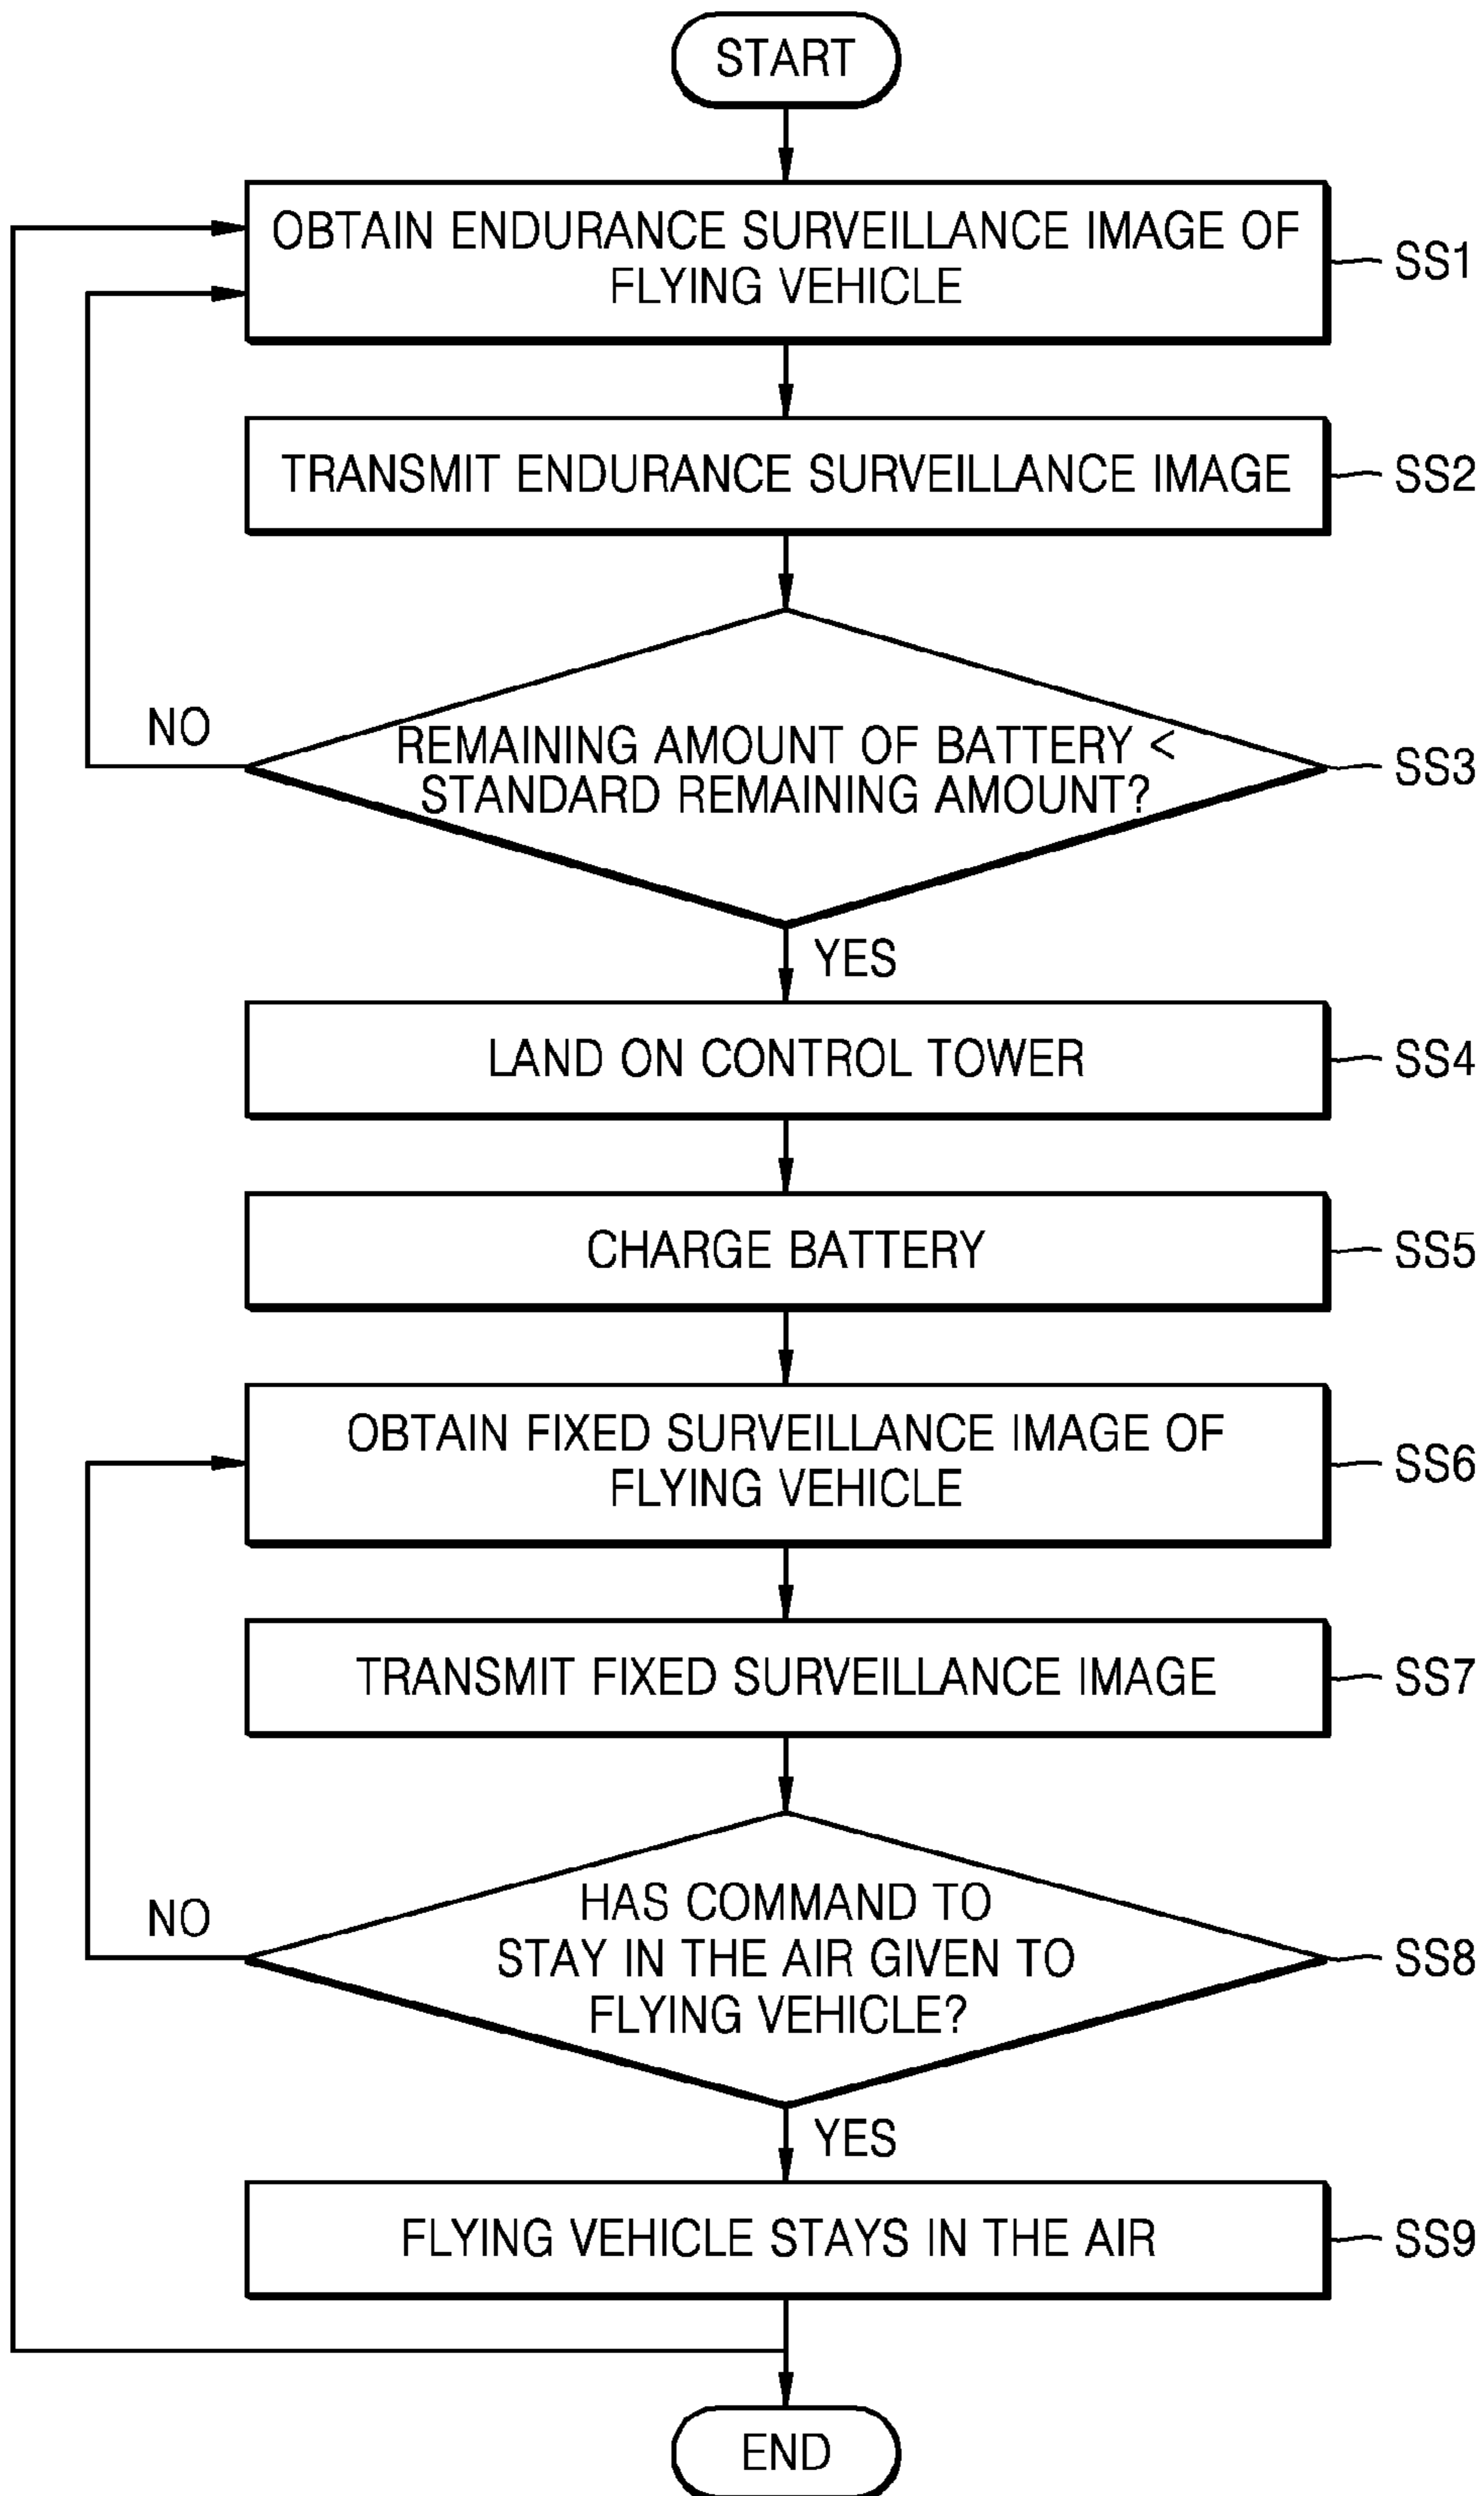 START
OBTAIN ENDURANCE SURVEILLANCE IMAGE OF
FLYING VEHICLE
SS1
TRANSMIT ENDURANCE SURVEILLANCE IMAGE
SS2
NO
REMAINING AMOUNT OF BATTERY <
STANDARD REMAINING AMOUNT?
SS3
YES
LAND ON CONTROL TOWER
SS4
CHARGE BATTERY
SS5
OBTAIN FIXED SURVEILLANCE IMAGE OF
FLYING VEHICLE
SS6
TRANSMIT FIXED SURVEILLANCE IMAGE
SS7
NO
HAS COMMAND TO
STAY IN THE AIR GIVEN TO
FLYING VEHICLE?
SS8
YES
FLYING VEHICLE STAYS IN THE AIR
SS9
END